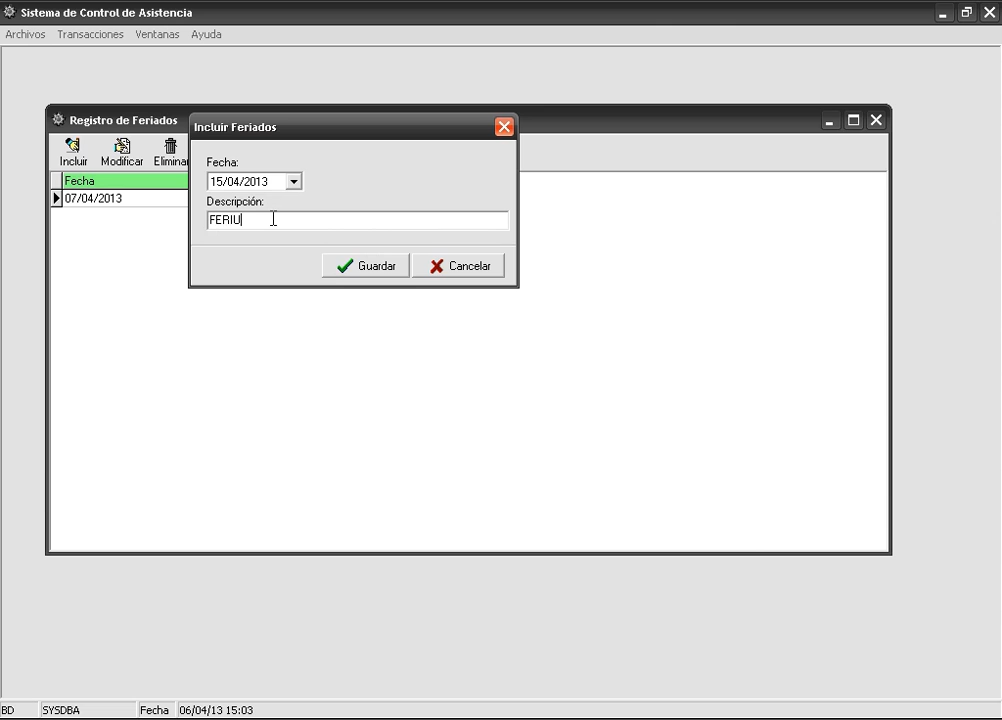 Sistema de Control de Asistencia
Archivos Transacciones Ventanas Ayuda
Registro de Feriados
Incluir Modificar Elimina
Fecha
07/04/2013
Incluir Feriados
Fecha:
15/04/2013
Descripción:
FERIU
Guardar Cancelar
BD SYSDBA Fecha 06/04/13 15:03